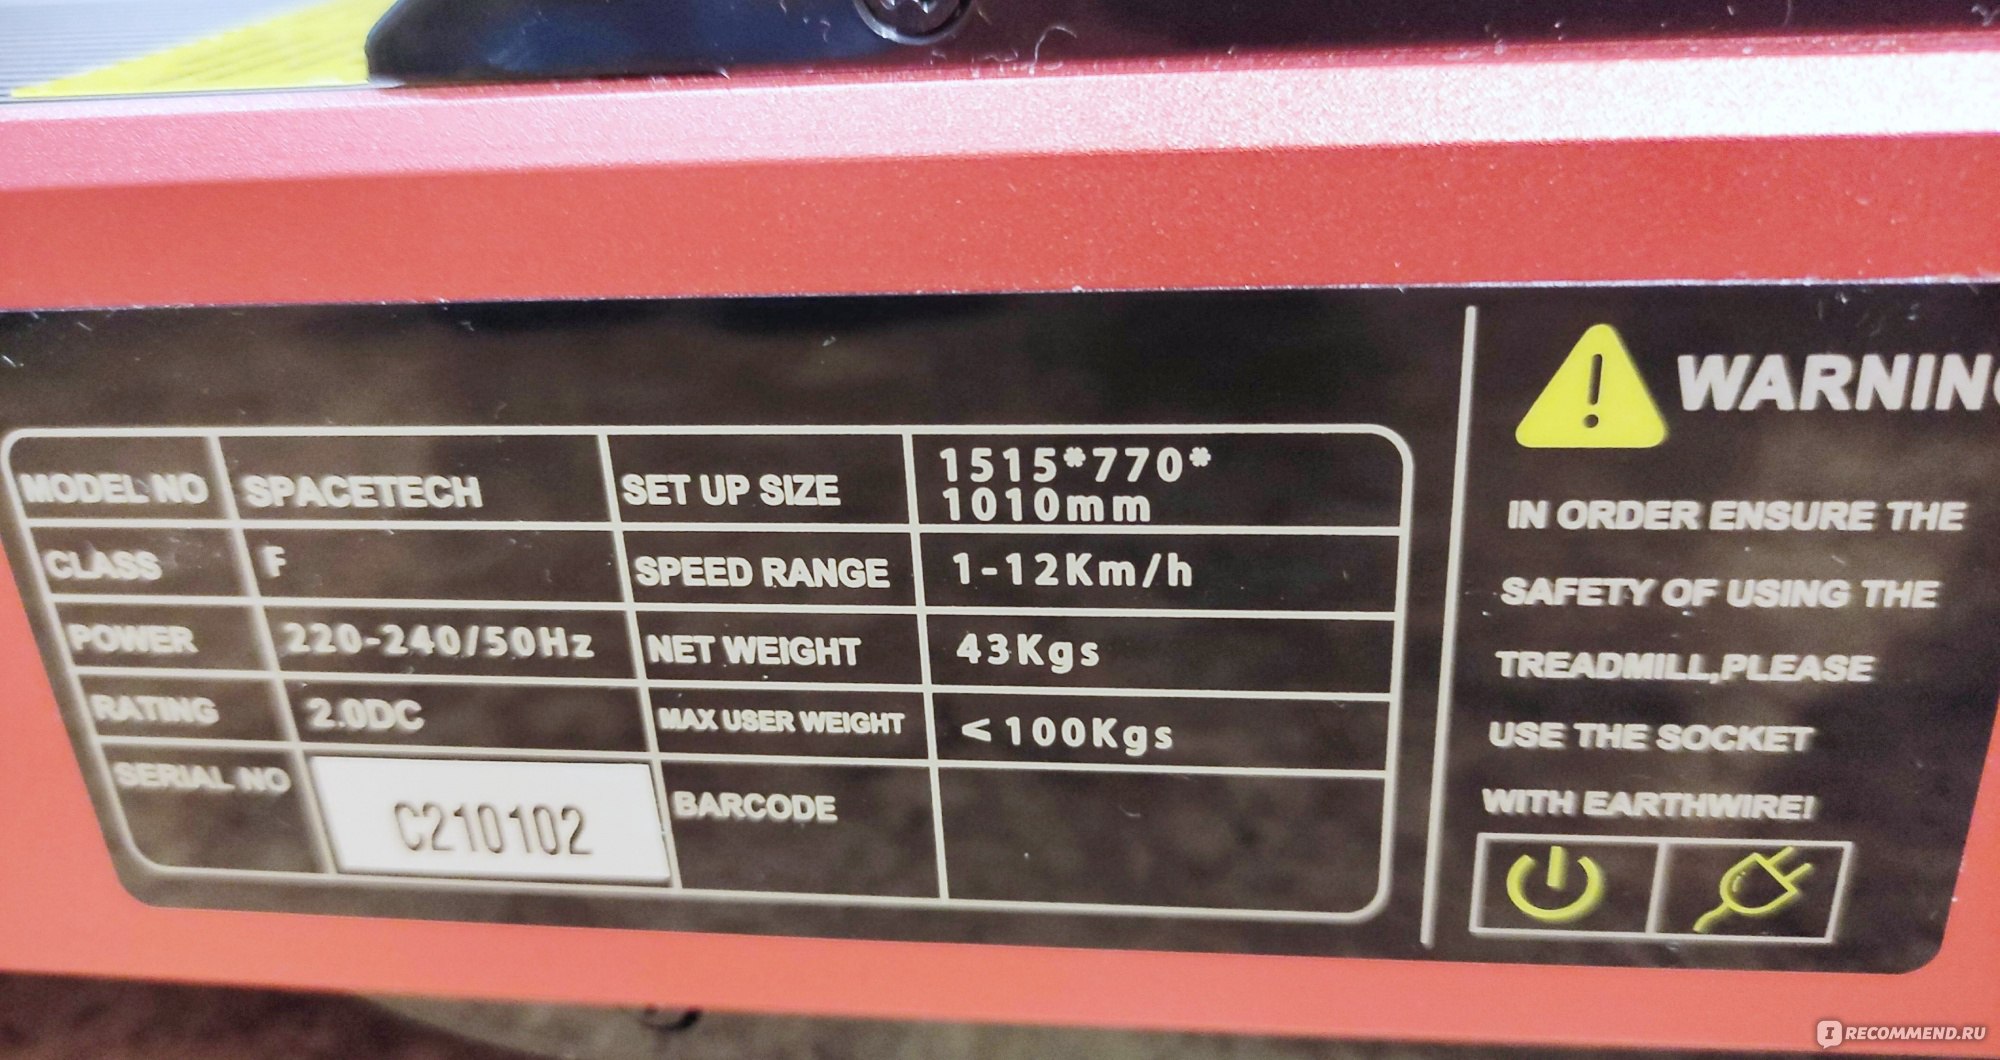 MODEL NO SPACETECH SET UP SIZE 1515*770*
1010mm
CLASS F SPEED RANGE 1-12Km/h
POWER 220-240/50Hz NET WEIGHT 43Kgs
RATING 2.0DC MAX USER WEIGHT <100Kgs
SERIAL NO C210102 BARCODE
WARNING
IN ORDER ENSURE THE
SAFETY OF USING THE
TREADMILL,PLEASE
USE THE SOCKET
WITH EARTHWIRE!
IRECOMMEND.RU